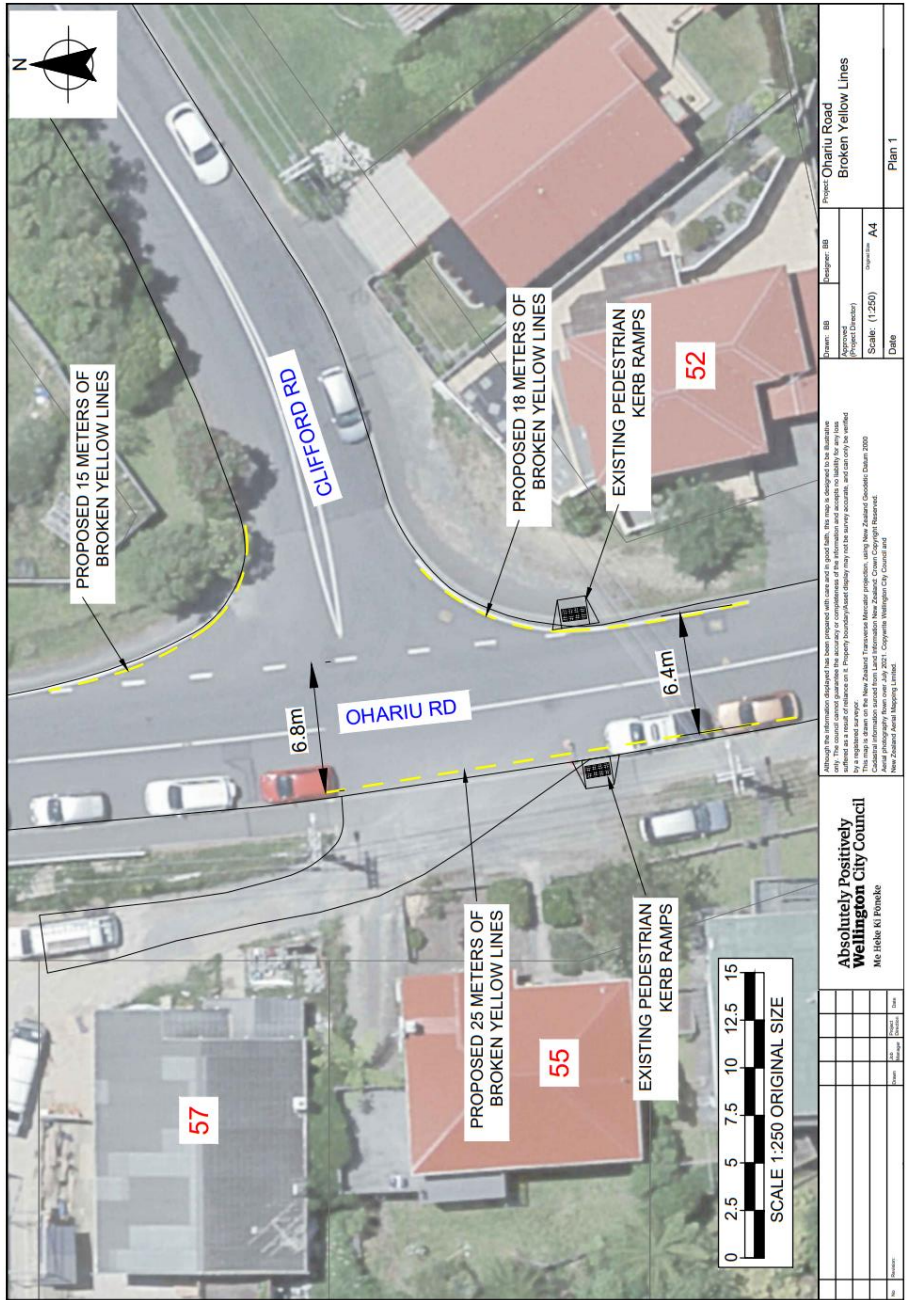 N
PROPOSED 15 METERS OF
BROKEN YELLOW LINES
CLIFFORD RD
PROPOSED 18 METERS OF
BROKEN YELLOW LINES
EXISTING PEDESTRIAN
KERB RAMPS
52
6.8m
OHARIU RD
6.4m
57
PROPOSED 25 METERS OF
BROKEN YELLOW LINES
55
EXISTING PEDESTRIAN
KERB RAMPS
0 2.5 5 7.5 10 12.5 15
SCALE 1:250 ORIGINAL SIZE
No Revision Drawn Job Manager Project Director Date
Absolutely Positively
Wellington City Council
Me Heke Ki Pōneke
Although the information displayed has been prepared with care and in good faith, this map is designed to be illustrative
only. The council cannot guarantee the accuracy or completeness of the information and accepts no liability for any loss
suffered as a result of reliance on it. Property boundary/Asset display may not be survey accurate, and can only be verified
by a registered surveyor.
This map is drawn on the New Zealand Transverse Mercator projection, using New Zealand Geodetic Datum 2000
Cadastral information surced from Land Information New Zealand. Crown Copyright Reserved.
Aerial photography flown over July 2021. Copywrite Wellington City Council and
New Zealand Aerial Mapping Limited.
Drawn: BB
Designer: BB
Approved
(Project Director)
Scale: (1:250)
Original Size A4
Date
Project: Ohariu Road
Broken Yellow Lines
Plan 1